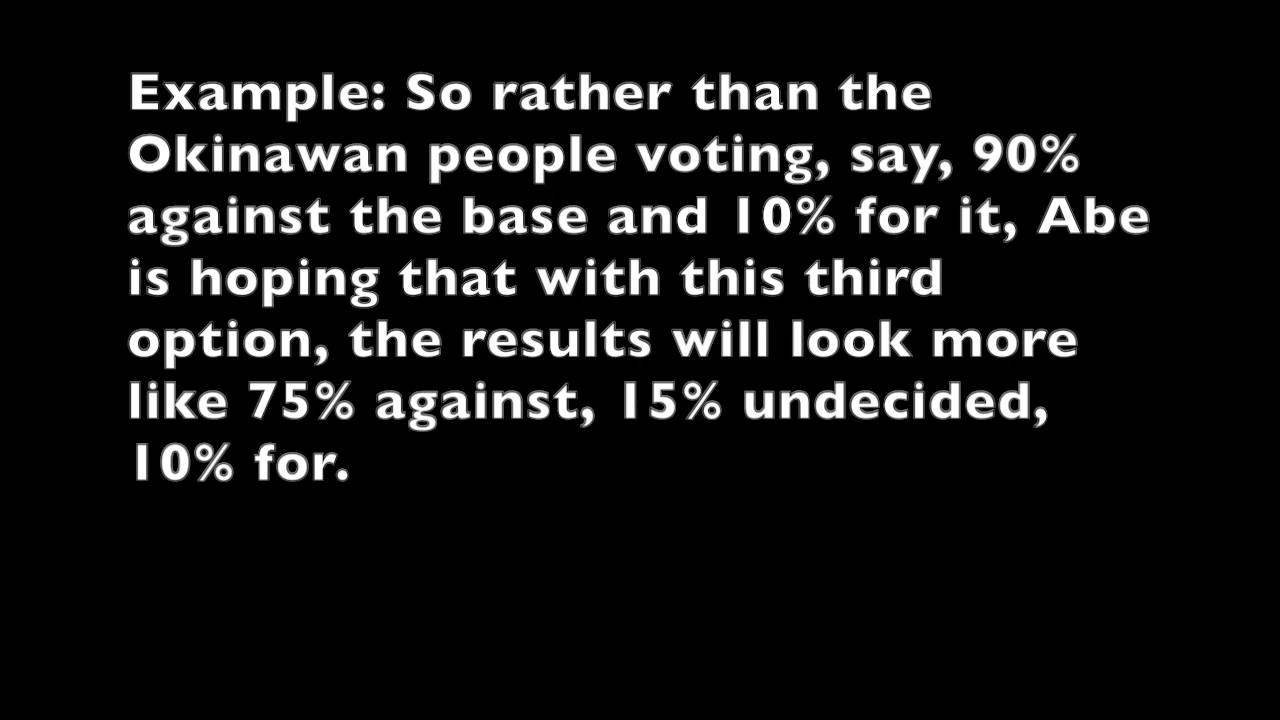 Example: So rather than the
Okinawan people voting, say, 90%
against the base and 10% for it, Abe
is hoping that with this third
option, the results will look more
like 75% against, 15% undecided,
10% for.